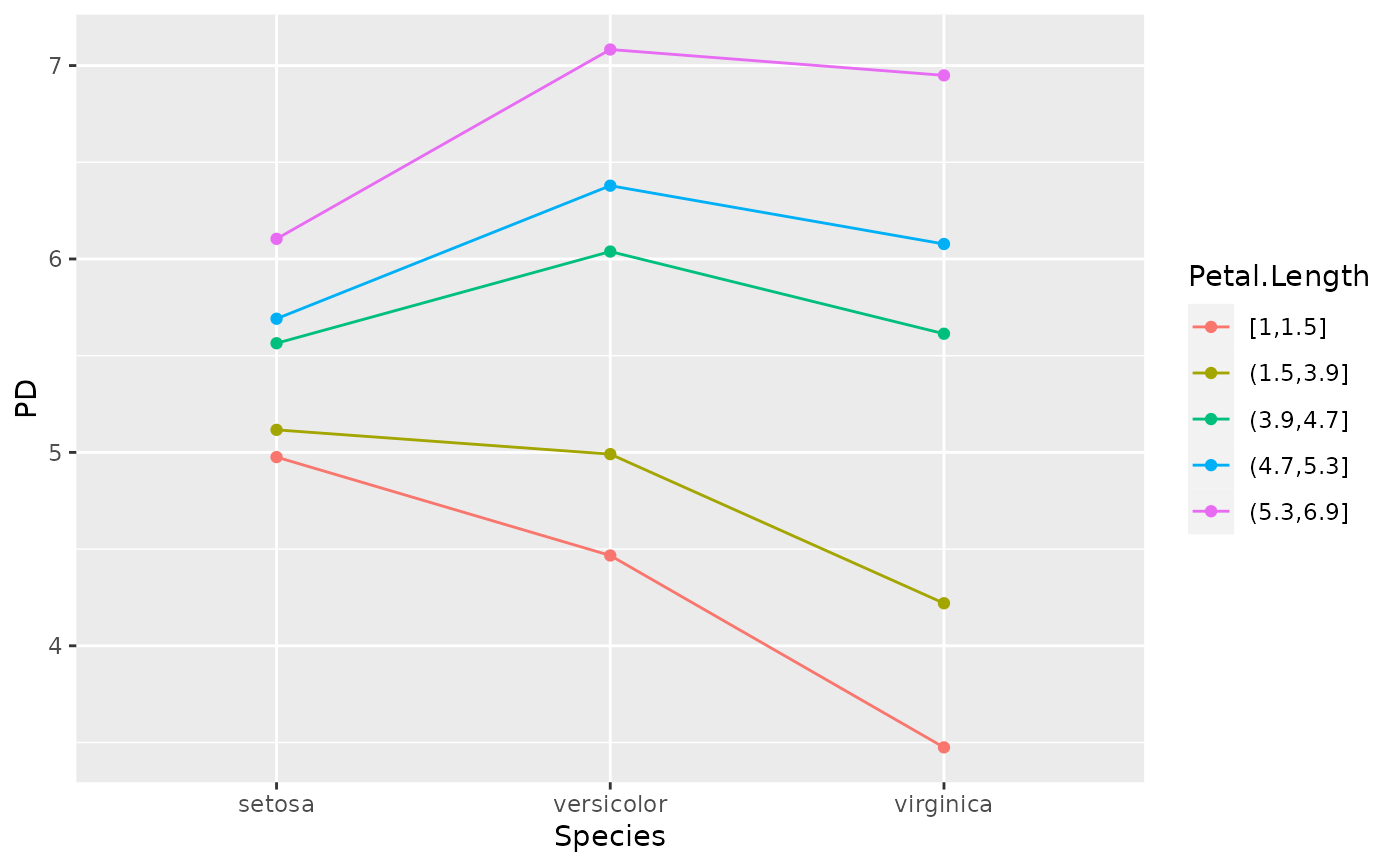 7
6
5
4
PD
setosa
versicolor
virginica
Species
Petal.Length
[1,1.5]
(1.5,3.9]
(3.9,4.7]
(4.7,5.3]
(5.3,6.9]